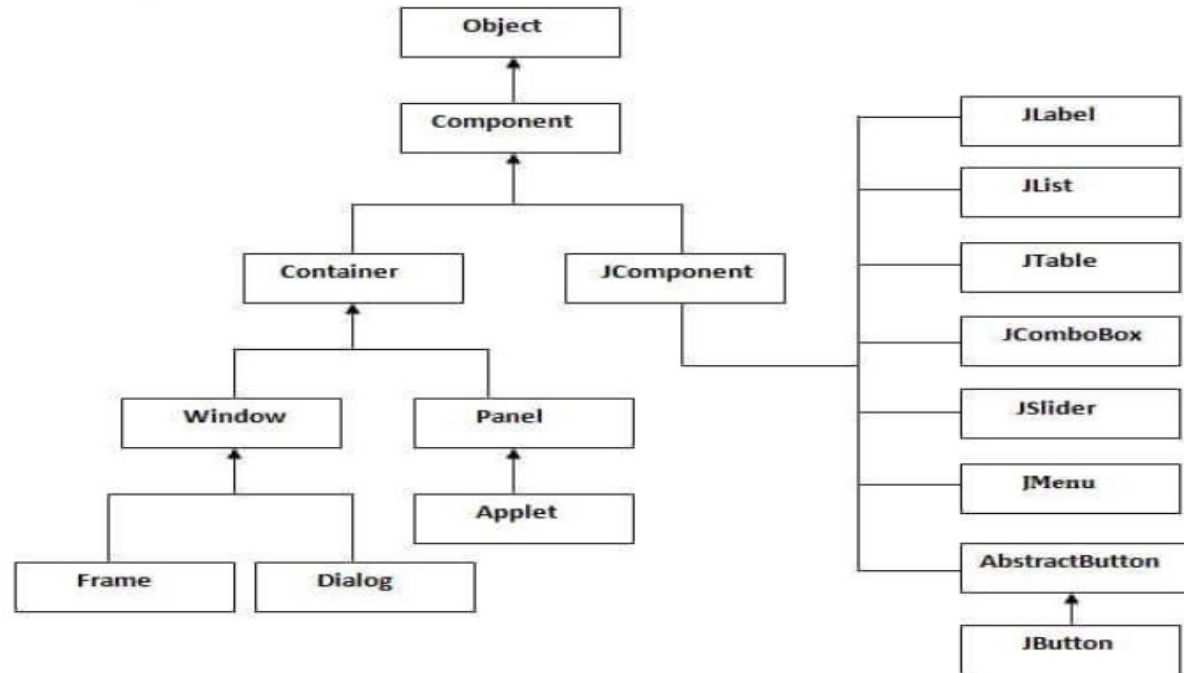 Object
Component
Container
JComponent
Window
Panel
Applet
Frame
Dialog
JLabel
JList
JTable
JComboBox
JSlider
JMenu
AbstractButton
JButton